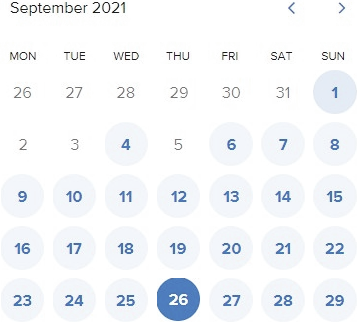 September 2021
MON TUE WED THU FRI SAT SUN
26 27 28 29 30 31 1
2 3 4 5 6 7 8
9 10 11 12 13 14 15
16 17 18 19 20 21 22
23 24 25 26 27 28 29